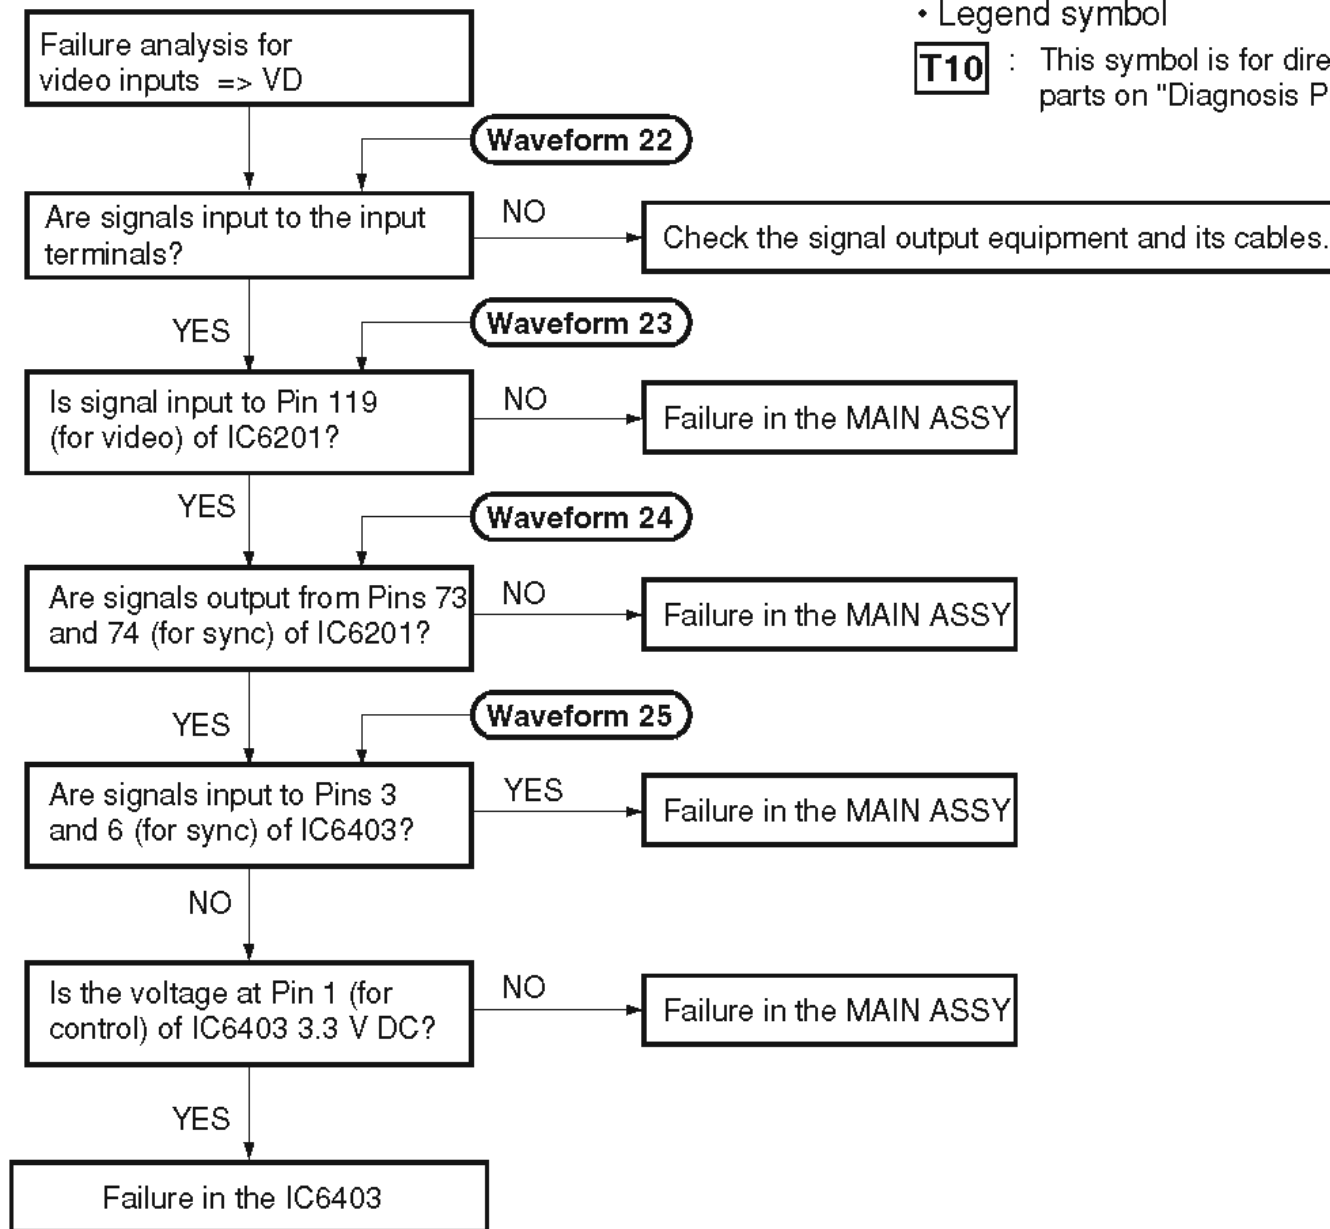 • Legend symbol
T10 : This symbol is for dire
parts on "Diagnosis P
Failure analysis for
video inputs => VD
Waveform 22
Are signals input to the input
terminals?
NO
Check the signal output equipment and its cables.
YES
Waveform 23
Is signal input to Pin 119
(for video) of IC6201?
NO
Failure in the MAIN ASSY
YES
Waveform 24
Are signals output from Pins 73
and 74 (for sync) of IC6201?
NO
Failure in the MAIN ASSY
YES
Waveform 25
Are signals input to Pins 3
and 6 (for sync) of IC6403?
YES
Failure in the MAIN ASSY
NO
Is the voltage at Pin 1 (for
control) of IC6403 3.3 V DC?
NO
Failure in the MAIN ASSY
YES
Failure in the IC6403